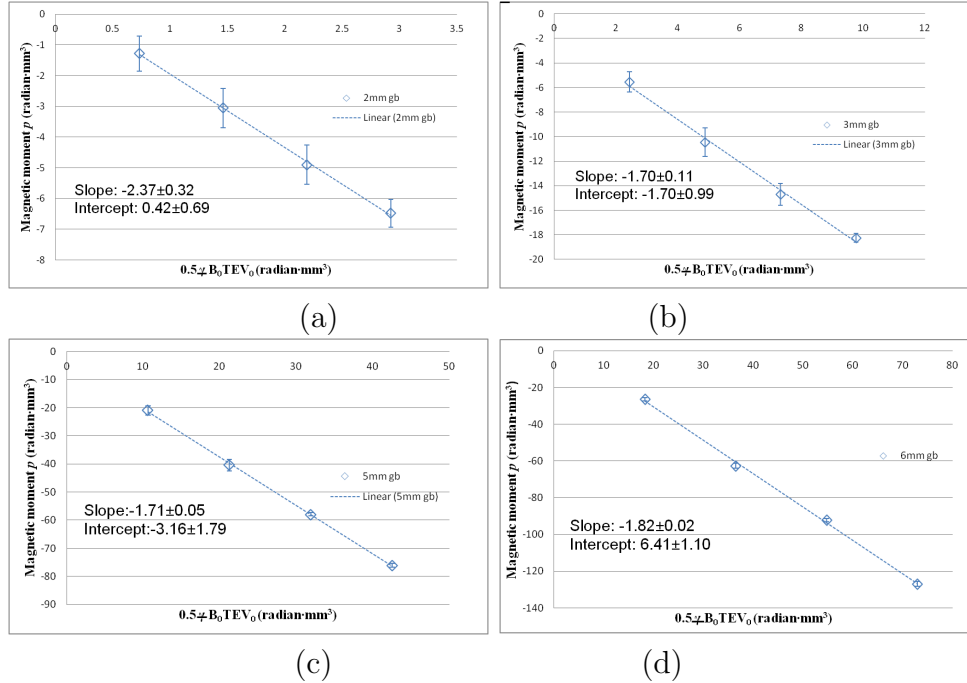 0
0.5
1
1.5
2
2.5
3
3.5
0
-1
-2
-3
-4
-5
-6
-7
-8
Magnetic moment p (radian·mm³)
2mm gb
Linear (2mm gb)
Slope: -2.37±0.32
Intercept: 0.42±0.69
B₀TEV₀ (radian·mm³)
(a)
0
2
4
6
8
10
12
0
-2
-4
-6
-8
-10
-12
-14
-16
-18
-20
Magnetic moment p (radian·mm³)
3mm gb
Linear (3mm gb)
Slope: -1.70±0.11
Intercept: -1.70±0.99
B₀TEV₀ (radian·mm³)
(b)
0
10
20
30
40
50
0
-10
-20
-30
-40
-50
-60
-70
-80
-90
Magnetic moment p (radian·mm³)
5mm gb
Linear (5mm gb)
Slope:-1.71±0.05
Intercept:-3.16±1.79
B₀TEV₀ (radian·mm³)
(c)
0
10
20
30
40
50
60
70
80
0
-20
-40
-60
-80
-100
-120
-140
Magnetic moment p (radian·mm³)
6mm gb
Slope: -1.82±0.02
Intercept: 6.41±1.10
B₀TEV₀ (radian·mm³)
(d)